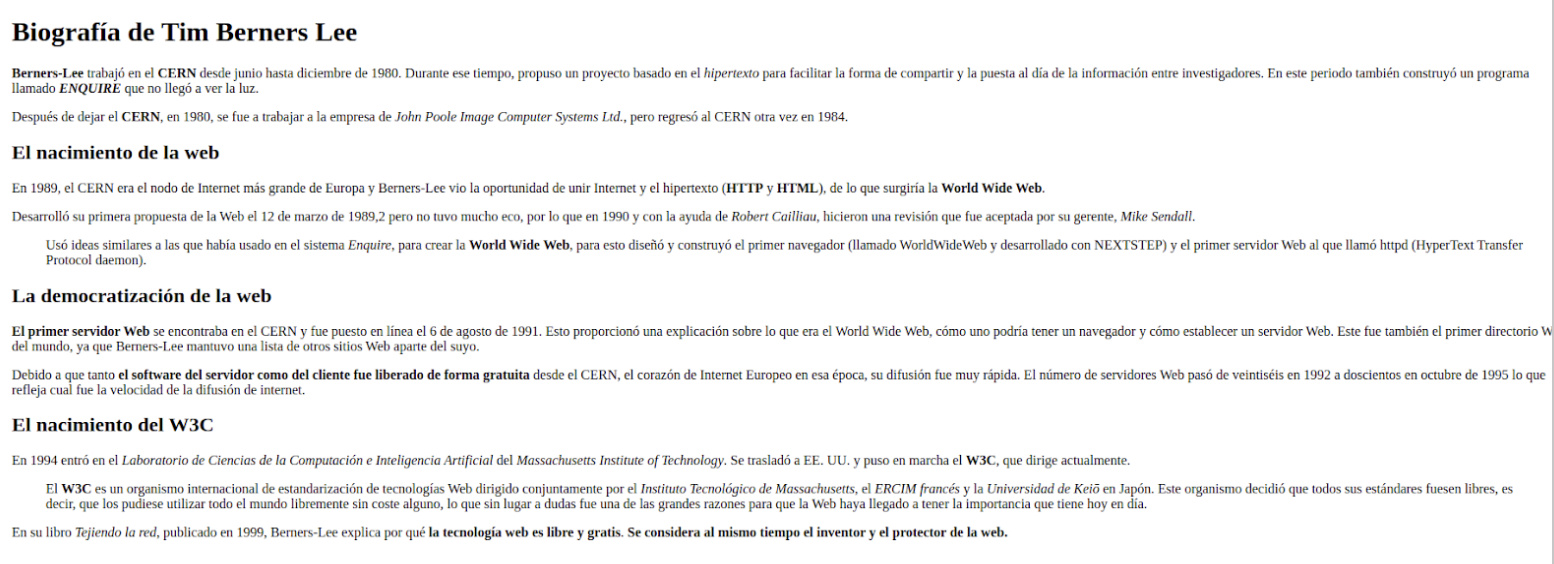 Biografía de Tim Berners Lee
Berners-Lee trabajó en el CERN desde junio hasta diciembre de 1980. Durante ese tiempo, propuso un proyecto basado en el hipertexto para facilitar la forma de compartir y la puesta al día de la información entre investigadores. En este periodo también construyó un programa
llamado ENQUIRE que no llegó a ver la luz.
Después de dejar el CERN, en 1980, se fue a trabajar a la empresa de John Poole Image Computer Systems Ltd., pero regresó al CERN otra vez en 1984.
El nacimiento de la web
En 1989, el CERN era el nodo de Internet más grande de Europa y Berners-Lee vio la oportunidad de unir Internet y el hipertexto (HTTP y HTML), de lo que surgiría la World Wide Web.
Desarrolló su primera propuesta de la Web el 12 de marzo de 1989,2 pero no tuvo mucho eco, por lo que en 1990 y con la ayuda de Robert Cailliau, hicieron una revisión que fue aceptada por su gerente, Mike Sendall.
Usó ideas similares a las que había usado en el sistema Enquire, para crear la World Wide Web, para esto diseñó y construyó el primer navegador (llamado WorldWideWeb y desarrollado con NEXTSTEP) y el primer servidor Web al que llamó httpd (HyperText Transfer
Protocol daemon).
La democratización de la web
El primer servidor Web se encontraba en el CERN y fue puesto en línea el 6 de agosto de 1991. Esto proporcionó una explicación sobre lo que era el World Wide Web, cómo uno podría tener un navegador y cómo establecer un servidor Web. Este fue también el primer directorio W
del mundo, ya que Berners-Lee mantuvo una lista de otros sitios Web aparte del suyo.
Debido a que tanto el software del servidor como del cliente fue liberado de forma gratuita desde el CERN, el corazón de Internet Europeo en esa época, su difusión fue muy rápida. El número de servidores Web pasó de veintiséis en 1992 a doscientos en octubre de 1995 lo que
refleja cual fue la velocidad de la difusión de internet.
El nacimiento del W3C
En 1994 entró en el Laboratorio de Ciencias de la Computación e Inteligencia Artificial del Massachusetts Institute of Technology. Se trasladó a EE. UU. y puso en marcha el W3C, que dirige actualmente.
El W3C es un organismo internacional de estandarización de tecnologías Web dirigido conjuntamente por el Instituto Tecnológico de Massachusetts, el ERCIM francés y la Universidad de Keiō en Japón. Este organismo decidió que todos sus estándares fuesen libres, es
decir, que los pudiese utilizar todo el mundo libremente sin coste alguno, lo que sin lugar a dudas fue una de las grandes razones para que la Web haya llegado a tener la importancia que tiene hoy en día.
En su libro Tejiendo la red, publicado en 1999, Berners-Lee explica por qué la tecnología web es libre y gratis. Se considera al mismo tiempo el inventor y el protector de la web.